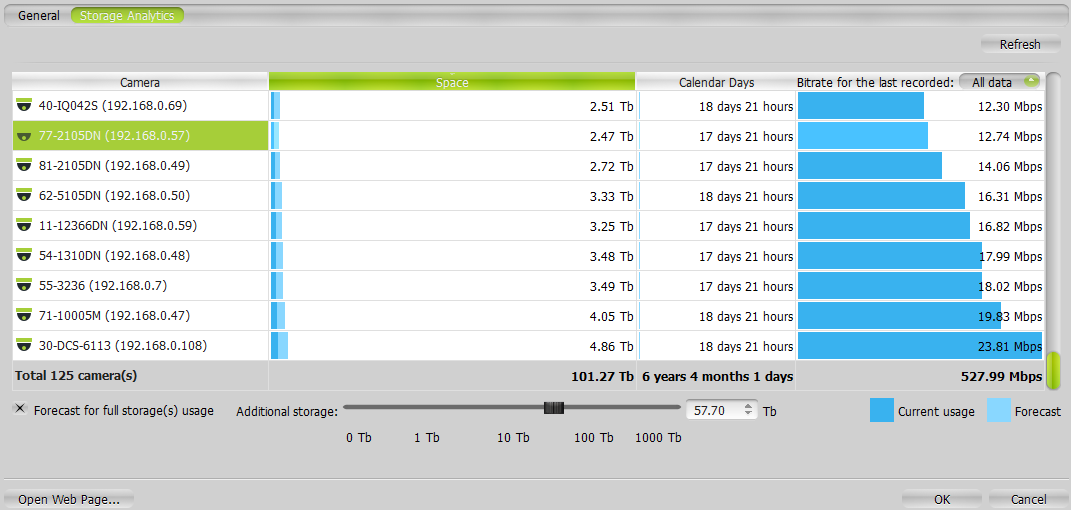 General Storage Analytics
Refresh
Camera Space Calendar Days Bitrate for the last recorded: All data
40-IQ042S (192.168.0.69) 2.51 Tb 18 days 21 hours 12.30 Mbps
77-2105DN (192.168.0.57) 2.47 Tb 17 days 21 hours 12.74 Mbps
81-2105DN (192.168.0.49) 2.72 Tb 17 days 21 hours 14.06 Mbps
62-5105DN (192.168.0.50) 3.33 Tb 18 days 21 hours 16.31 Mbps
11-12366DN (192.168.0.59) 3.25 Tb 17 days 21 hours 16.82 Mbps
54-1310DN (192.168.0.48) 3.48 Tb 17 days 21 hours 17.99 Mbps
55-3236 (192.168.0.7) 3.49 Tb 17 days 21 hours 18.02 Mbps
71-10005M (192.168.0.47) 4.05 Tb 18 days 21 hours 19.83 Mbps
30-DCS-6113 (192.168.0.108) 4.86 Tb 18 days 21 hours 23.81 Mbps
Total 125 camera(s) 101.27 Tb 6 years 4 months 1 days 527.99 Mbps
Forecast for full storage(s) usage Additional storage: 57.70 Tb Current usage Forecast
0 Tb 1 Tb 10 Tb 100 Tb 1000 Tb
Open Web Page... OK Cancel